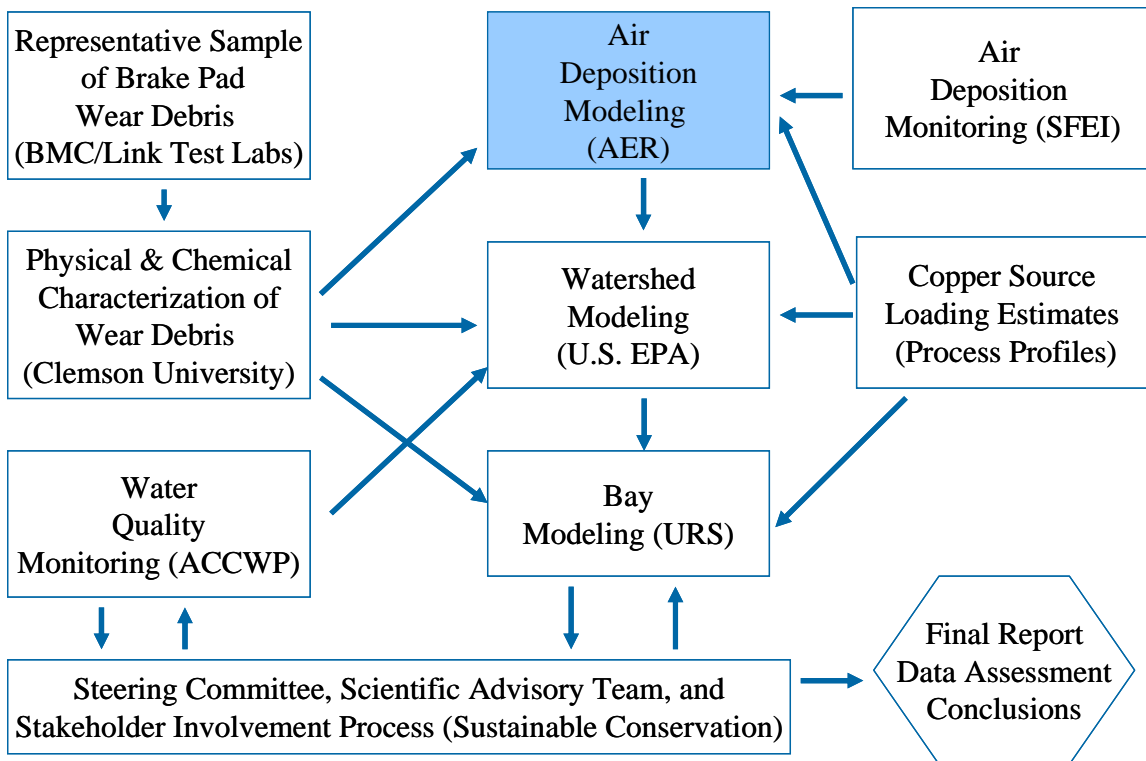 Representative Sample
of Brake Pad
Wear Debris
(BMC/Link Test Labs)
Air
Deposition
Modeling
(AER)
Air
Deposition
Monitoring (SFEI)
Physical & Chemical
Characterization of
Wear Debris
(Clemson University)
Watershed
Modeling
(U.S. EPA)
Copper Source
Loading Estimates
(Process Profiles)
Water
Quality
Monitoring (ACCWP)
Bay
Modeling (URS)
Steering Committee, Scientific Advisory Team, and
Stakeholder Involvement Process (Sustainable Conservation)
Final Report
Data Assessment
Conclusions